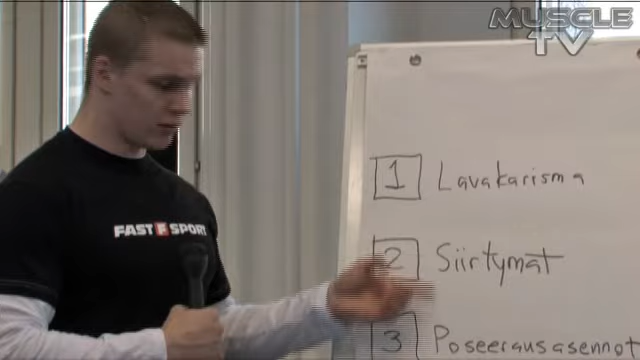 MUSCLE
TV
FAST F SPORT
1 Lavakarisma
2 Siirtymät
3 Poseerausasennot